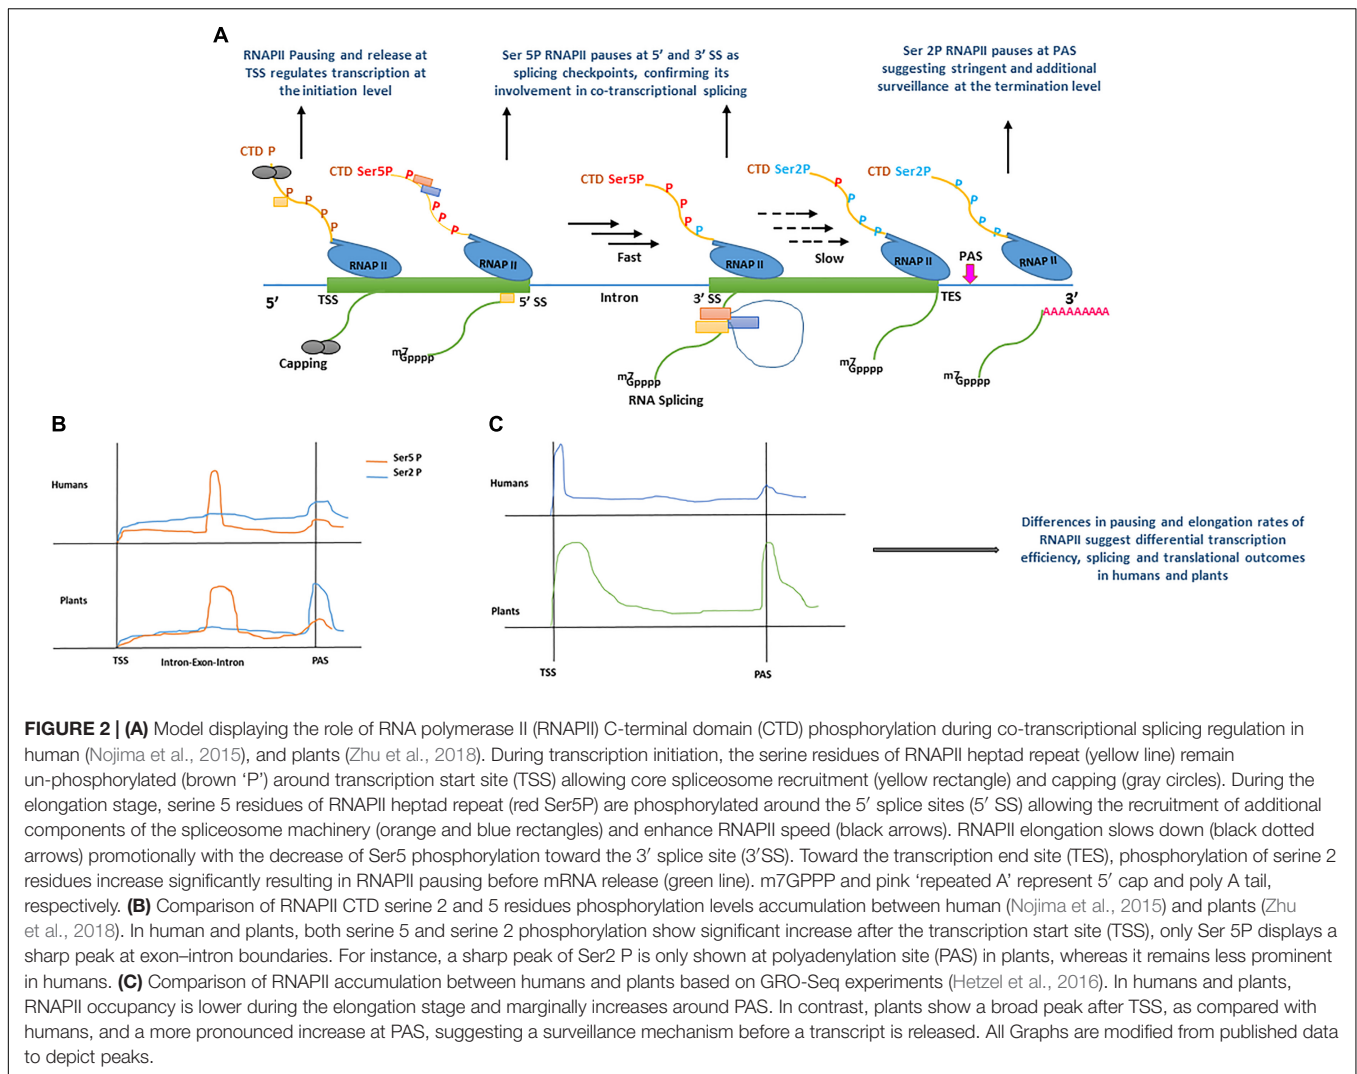 A
RNAPII Pausing and release at
TSS regulates transcription at
the initiation level
Ser 5P RNAPII pauses at 5' and 3' SS as
splicing checkpoints, confirming its
involvement in co-transcriptional splicing
Ser 2P RNAPII pauses at PAS
suggesting stringent and additional
surveillance at the termination level
CTD P
P
P
P
P
CTD Ser5P
P
P
P
P
CTD Ser5P
P
P
P
P
CTD Ser2P
P
P
P
P
CTD Ser2P
P
P
P
P
RNAP II
RNAP II
Fast
RNAP II
Slow
RNAP II
PAS
RNAP II
5'
TSS
5' SS
Intron
3' SS
TES
3'
AAAAAAAAA
Capping
m7Gpppp
m7Gpppp
RNA Splicing
m7Gpppp
m7Gpppp
B
Humans
Ser5 P
Ser2 P
Plants
TSS
Intron-Exon-Intron
PAS
C
Humans
Plants
TSS
PAS
Differences in pausing and elongation rates of
RNAPII suggest differential transcription
efficiency, splicing and translational outcomes
in humans and plants
FIGURE 2 | (A) Model displaying the role of RNA polymerase II (RNAPII) C-terminal domain (CTD) phosphorylation during co-transcriptional splicing regulation in
human (Nojima et al., 2015), and plants (Zhu et al., 2018). During transcription initiation, the serine residues of RNAPII heptad repeat (yellow line) remain
un-phosphorylated (brown 'P') around transcription start site (TSS) allowing core spliceosome recruitment (yellow rectangle) and capping (gray circles). During the
elongation stage, serine 5 residues of RNAPII heptad repeat (red Ser5P) are phosphorylated around the 5′ splice sites (5′ SS) allowing the recruitment of additional
components of the spliceosome machinery (orange and blue rectangles) and enhance RNAPII speed (black arrows). RNAPII elongation slows down (black dotted
arrows) promotionally with the decrease of Ser5 phosphorylation toward the 3′ splice site (3′SS). Toward the transcription end site (TES), phosphorylation of serine 2
residues increase significantly resulting in RNAPII pausing before mRNA release (green line). m7GPPP and pink 'repeated A' represent 5′ cap and poly A tail,
respectively. (B) Comparison of RNAPII CTD serine 2 and 5 residues phosphorylation levels accumulation between human (Nojima et al., 2015) and plants (Zhu
et al., 2018). In human and plants, both serine 5 and serine 2 phosphorylation show significant increase after the transcription start site (TSS), only Ser 5P displays a
sharp peak at exon–intron boundaries. For instance, a sharp peak of Ser2 P is only shown at polyadenylation site (PAS) in plants, whereas it remains less prominent
in humans. (C) Comparison of RNAPII accumulation between humans and plants based on GRO-Seq experiments (Hetzel et al., 2016). In humans and plants,
RNAPII occupancy is lower during the elongation stage and marginally increases around PAS. In contrast, plants show a broad peak after TSS, as compared with
humans, and a more pronounced increase at PAS, suggesting a surveillance mechanism before a transcript is released. All Graphs are modified from published data
to depict peaks.